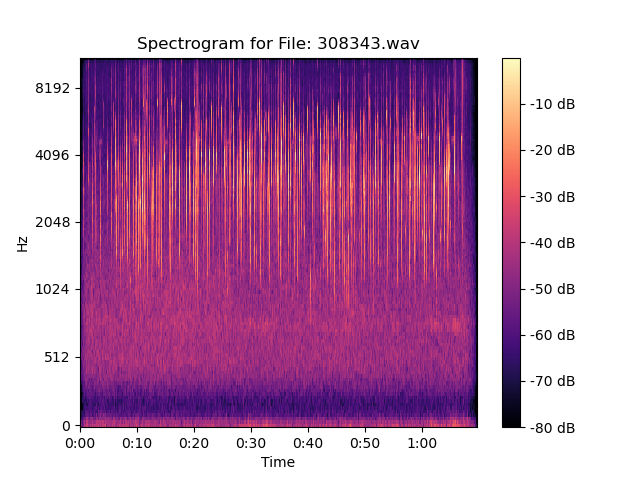 Spectrogram for File: 308343.wav
8192
4096
2048
1024
512
0
Hz
0:00 0:10 0:20 0:30 0:40 0:50 1:00
Time
-10 dB
-20 dB
-30 dB
-40 dB
-50 dB
-60 dB
-70 dB
-80 dB